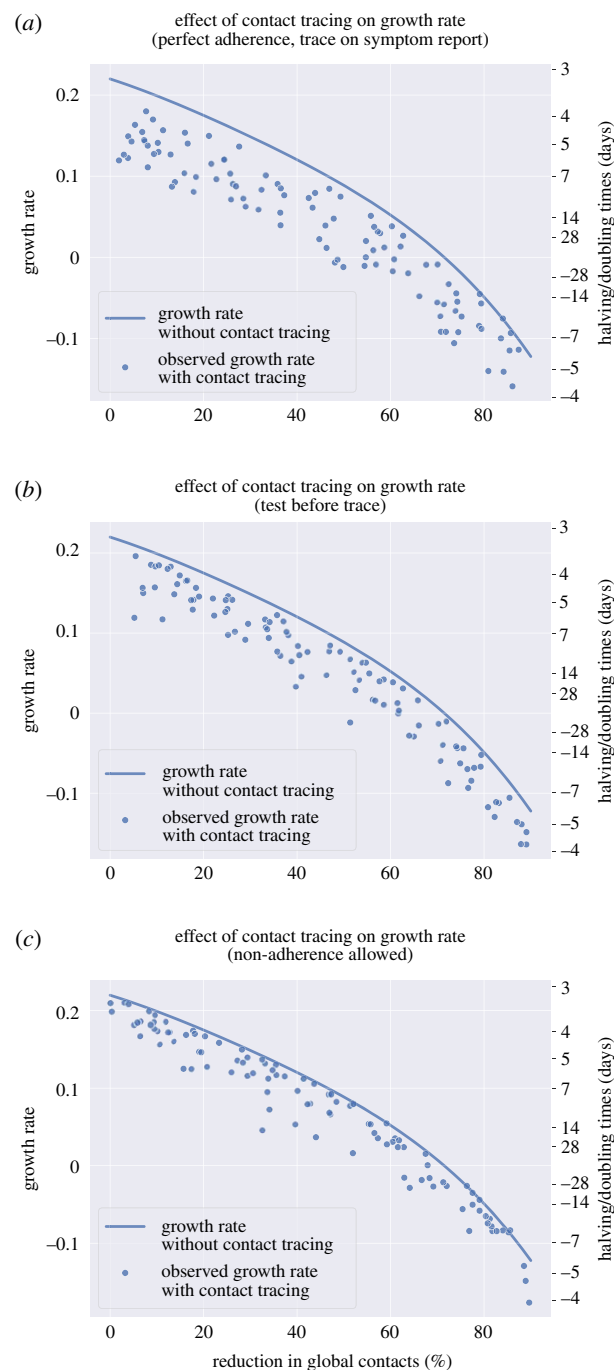 (a)
effect of contact tracing on growth rate
(perfect adherence, trace on symptom report)
growth rate
0.2
0.1
0
–0.1
3
4
5
7
14
28
–28
–14
–7
–5
–4
halving/doubling times (days)
growth rate
without contact tracing
observed growth rate
with contact tracing
0 20 40 60 80
(b)
effect of contact tracing on growth rate
(test before trace)
growth rate
0.2
0.1
0
–0.1
3
4
5
7
14
28
–28
–14
–7
–5
–4
halving/doubling times (days)
growth rate
without contact tracing
observed growth rate
with contact tracing
0 20 40 60 80
(c)
effect of contact tracing on growth rate
(non-adherence allowed)
growth rate
0.2
0.1
0
–0.1
3
4
5
7
14
28
–28
–14
–7
–5
–4
halving/doubling times (days)
growth rate
without contact tracing
observed growth rate
with contact tracing
0 20 40 60 80
reduction in global contacts (%)